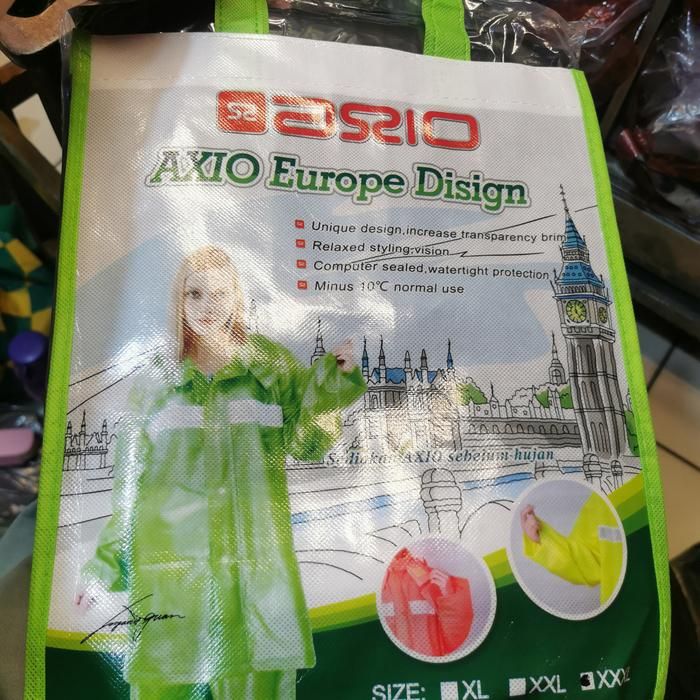 axio
AXIO Europe Disign
Unique design,increase transparency brim
Relaxed styling,vision
Computer sealed,watertight protection
Minus 10℃ normal use
Sediakan AXIO sebelum hujan
SIZE: XL XXL XXXL